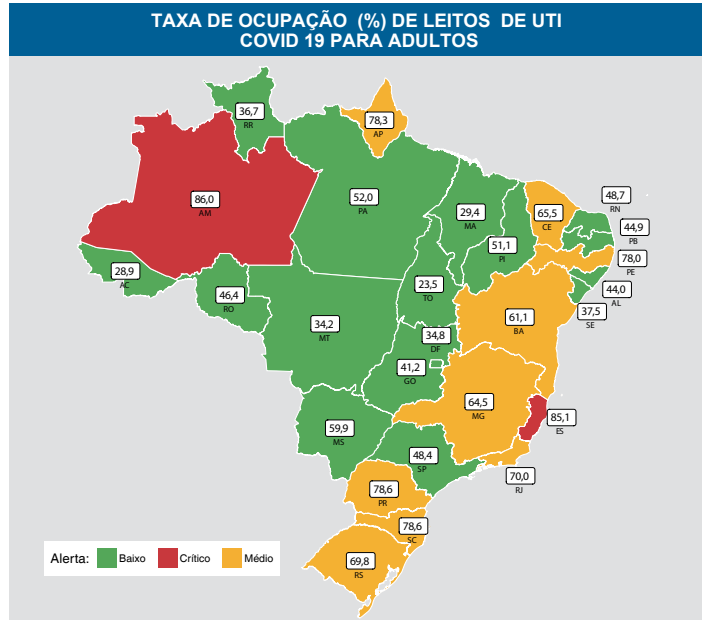 TAXA DE OCUPAÇÃO (%) DE LEITOS DE UTI
COVID 19 PARA ADULTOS
36,7
RR
78,3
AP
86,0
AM
52,0
PA
29,4
MA
65,5
CE
48,7
RN
44,9
PB
51,1
PI
78,0
PE
28,9
AC
46,4
RO
23,5
TO
44,0
AL
37,5
SE
34,2
MT
61,1
BA
34,8
DF
41,2
GO
64,5
MG
85,1
ES
59,9
MS
48,4
SP
70,0
RJ
78,6
PR
78,6
SC
69,8
RS
Alerta: Baixo Crítico Médio